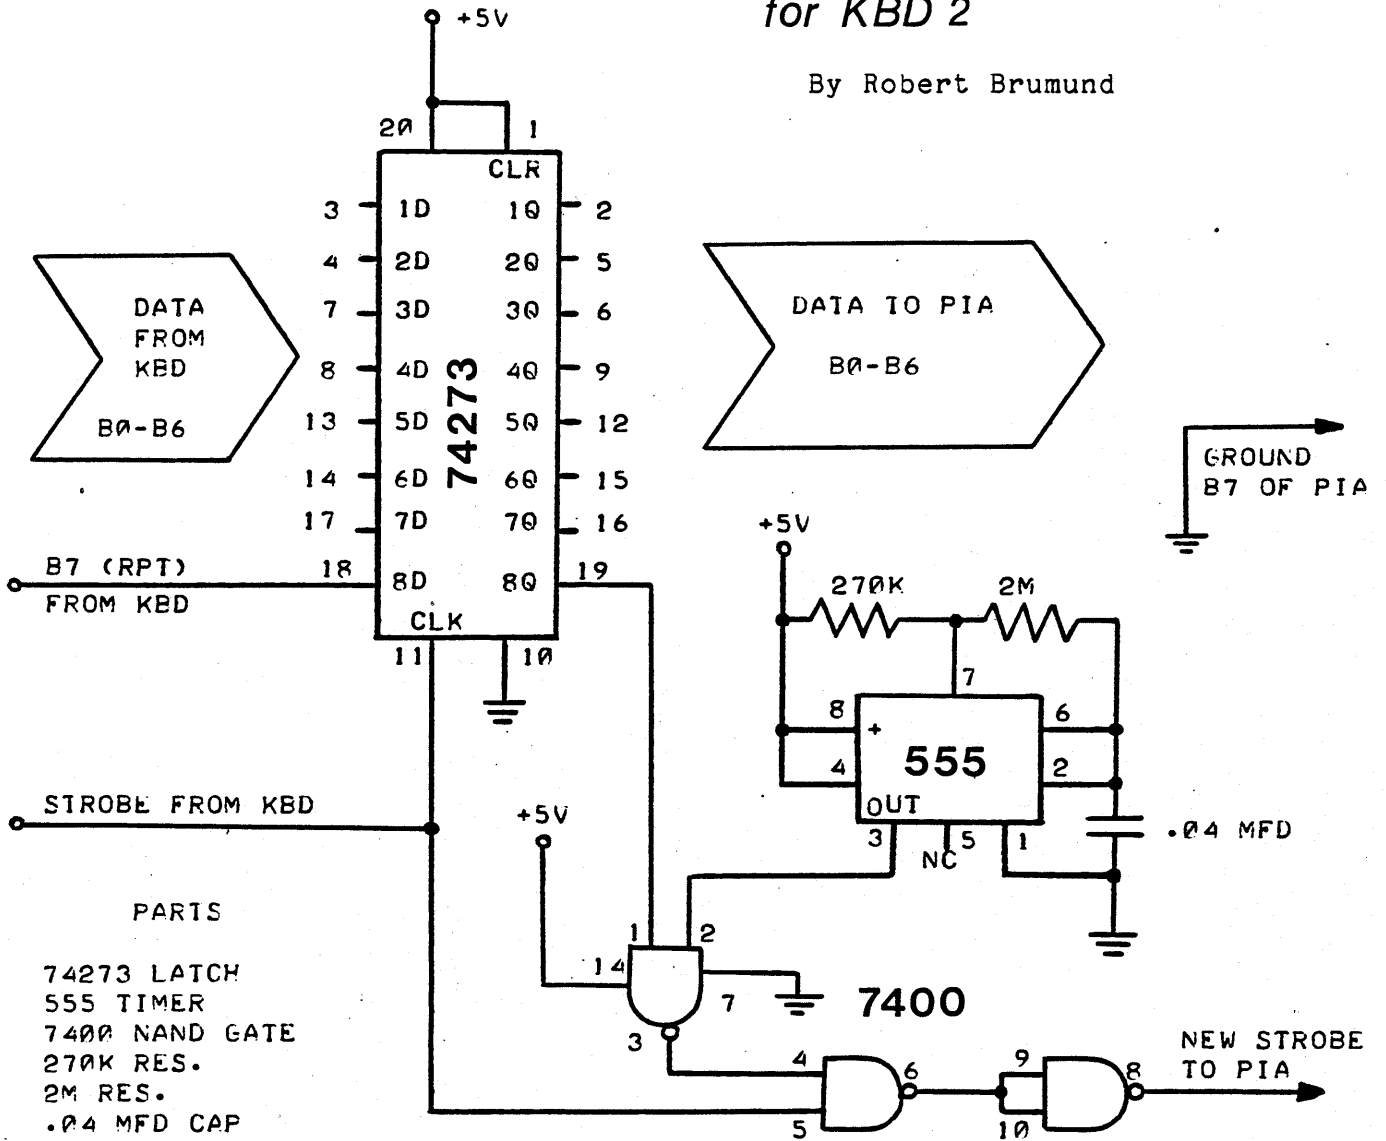 for KBD 2
By Robert Brumund
+5V
20
1
CLR
3 1D 1Q 2
4 2D 2Q 5
7 3D 3Q 6
8 4D 4Q 9
13 5D 5Q 12
14 6D 6Q 15
17 7D 7Q 16
18 8D 8Q 19
74273
CLK
11
10
DATA
FROM
KBD
B0-B6
DATA TO PIA
B0-B6
GROUND
B7 OF PIA
B7 (RPT)
FROM KBD
+5V
270K
2M
7
8
+
6
555
4
2
OUT
3
5
1
NC
.04 MFD
STROBE FROM KBD
+5V
1
2
14
7
3
7400
4
6
5
9
8
10
NEW STROBE
TO PIA
PARTS
74273 LATCH
555 TIMER
7400 NAND GATE
270K RES.
2M RES.
.04 MFD CAP